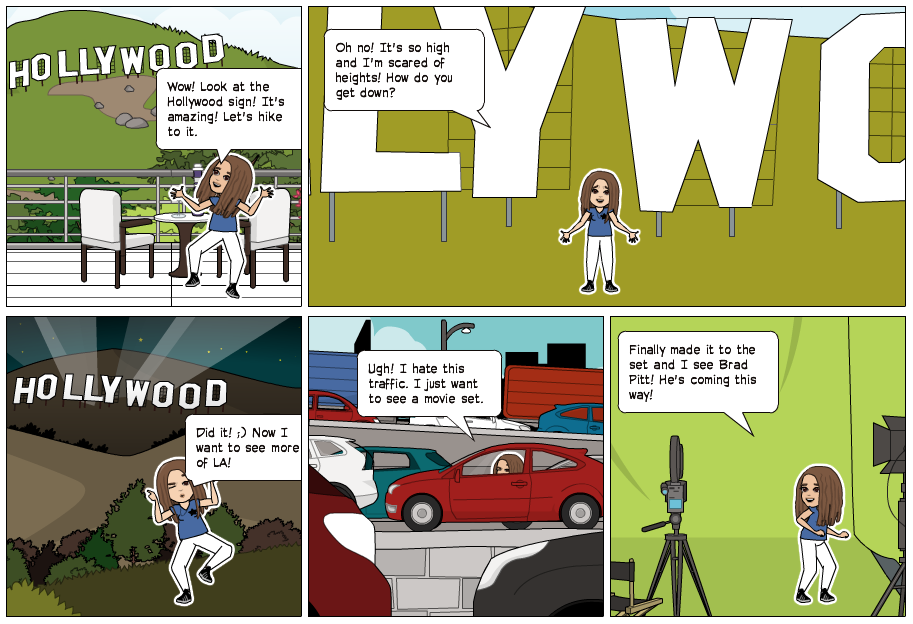 HOLLYWOOD
Wow! Look at the
Hollywood sign! It's
amazing! Let's hike
to it.
LYWO
Oh no! It's so high
and I'm scared of
heights! How do you
get down?
HOLLYWOOD
Did it! ;) Now I
want to see more
of LA!
Ugh! I hate this
traffic. I just want
to see a movie set.
Finally made it to the
set and I see Brad
Pitt! He's coming this
way!